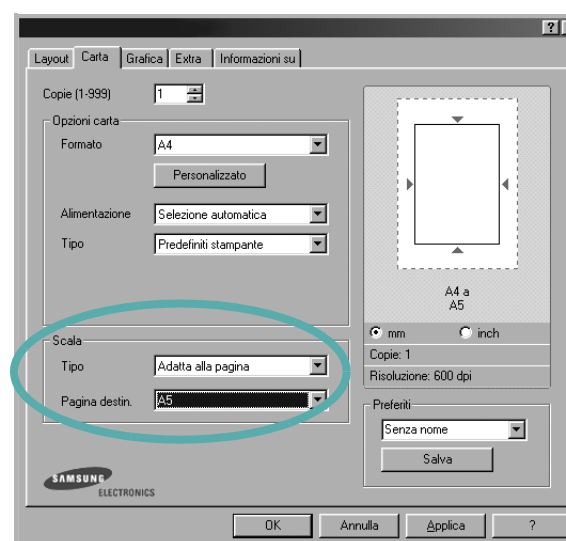 ?
Layout Carta Grafica Extra Informazioni su
Copie (1-999) 1
Opzioni carta
Formato A4
Personalizzato
Alimentazione Selezione automatica
Tipo Predefiniti stampante
A4 a
A5
mm inch
Copie: 1
Risoluzione: 600 dpi
Scala
Tipo Adatta alla pagina
Pagina destin. A5
Preferiti
Senza nome
Salva
SAMSUNG
ELECTRONICS
OK Annulla Applica ?